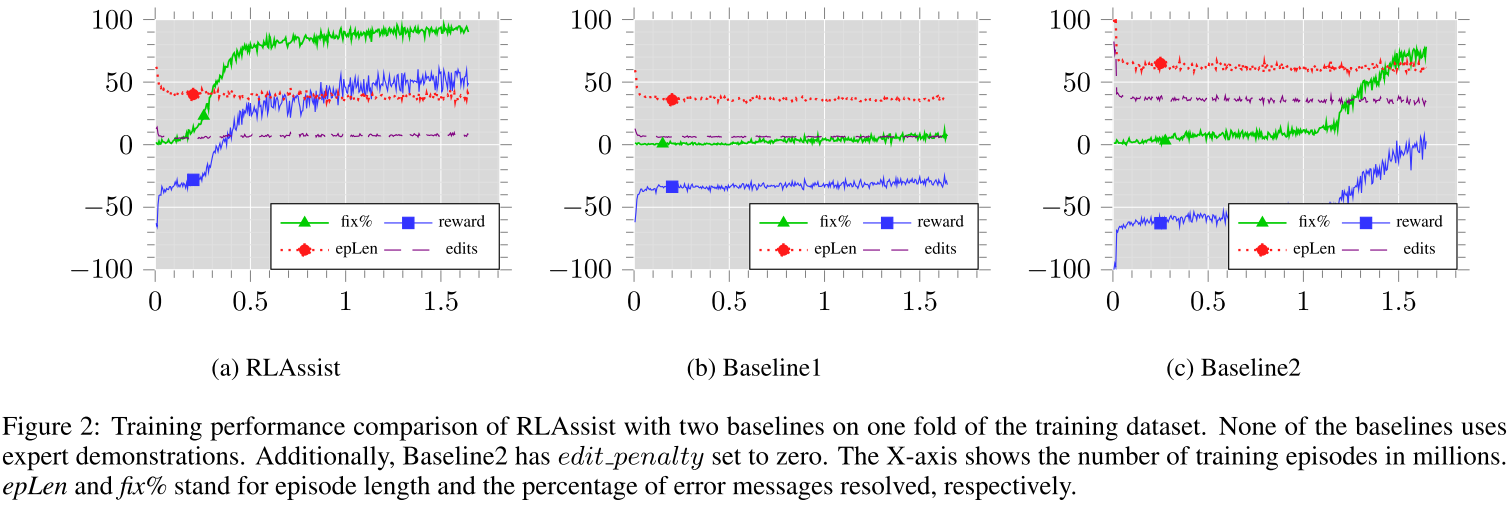 100
50
0
−50
−100
0
0.5
1
1.5
fix%
reward
epLen
edits
(a) RLAssist
100
50
0
−50
−100
0
0.5
1
1.5
fix%
reward
epLen
edits
(b) Baseline1
100
50
0
−50
−100
0
0.5
1
1.5
fix%
reward
epLen
edits
(c) Baseline2
Figure 2: Training performance comparison of RLAssist with two baselines on one fold of the training dataset. None of the baselines uses
expert demonstrations. Additionally, Baseline2 has edit_penalty set to zero. The X-axis shows the number of training episodes in millions.
epLen and fix% stand for episode length and the percentage of error messages resolved, respectively.